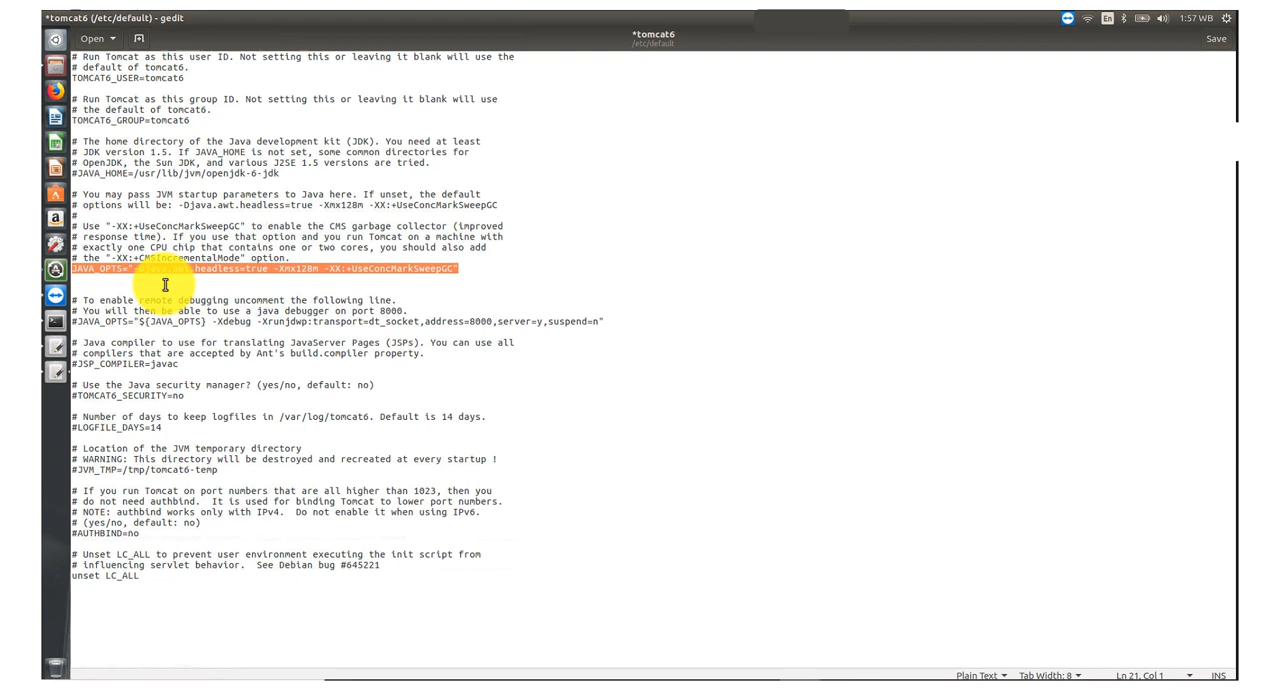 *tomcat6 (/etc/default) - gedit
En
1:57 WB
Open
*tomcat6
/etc/default
Save
# Run Tomcat as this user ID. Not setting this or leaving it blank will use the
# default of tomcat6.
TOMCAT6_USER=tomcat6
# Run Tomcat as this group ID. Not setting this or leaving it blank will use
# the default of tomcat6.
TOMCAT6_GROUP=tomcat6
# The home directory of the Java development kit (JDK). You need at least
# JDK version 1.5. If JAVA_HOME is not set, some common directories for
# OpenJDK, the Sun JDK, and various J2SE 1.5 versions are tried.
#JAVA_HOME=/usr/lib/jvm/openjdk-6-jdk
# You may pass JVM startup parameters to Java here. If unset, the default
# options will be: -Djava.awt.headless=true -Xmx128m -XX:+UseConcMarkSweepGC
#
# Use "-XX:+UseConcMarkSweepGC" to enable the CMS garbage collector (improved
# response time). If you use that option and you run Tomcat on a machine with
# exactly one CPU chip that contains one or two cores, you should also add
# the "-XX:+CMSIncrementalMode" option.
JAVA_OPTS="-Djava.awt.headless=true -Xmx128m -XX:+UseConcMarkSweepGC"
# To enable remote debugging uncomment the following line.
# You will then be able to use a java debugger on port 8000.
#JAVA_OPTS="${JAVA_OPTS} -Xdebug -Xrunjdwp:transport=dt_socket,address=8000,server=y,suspend=n"
# Java compiler to use for translating JavaServer Pages (JSPs). You can use all
# compilers that are accepted by Ant's build.compiler property.
#JSP_COMPILER=javac
# Use the Java security manager? (yes/no, default: no)
#TOMCAT6_SECURITY=no
# Number of days to keep logfiles in /var/log/tomcat6. Default is 14 days.
#LOGFILE_DAYS=14
# Location of the JVM temporary directory
# WARNING: This directory will be destroyed and recreated at every startup !
#JVM_TMP=/tmp/tomcat6-temp
# If you run Tomcat on port numbers that are all higher than 1023, then you
# do not need authbind.  It is used for binding Tomcat to lower port numbers.
# NOTE: authbind works only with IPv4.  Do not enable it when using IPv6.
# (yes/no, default: no)
#AUTHBIND=no
# Unset LC_ALL to prevent user environment executing the init script from
# influencing servlet behavior.  See Debian bug #645221
unset LC_ALL
Plain Text
Tab Width: 8
Ln 21, Col 1
INS